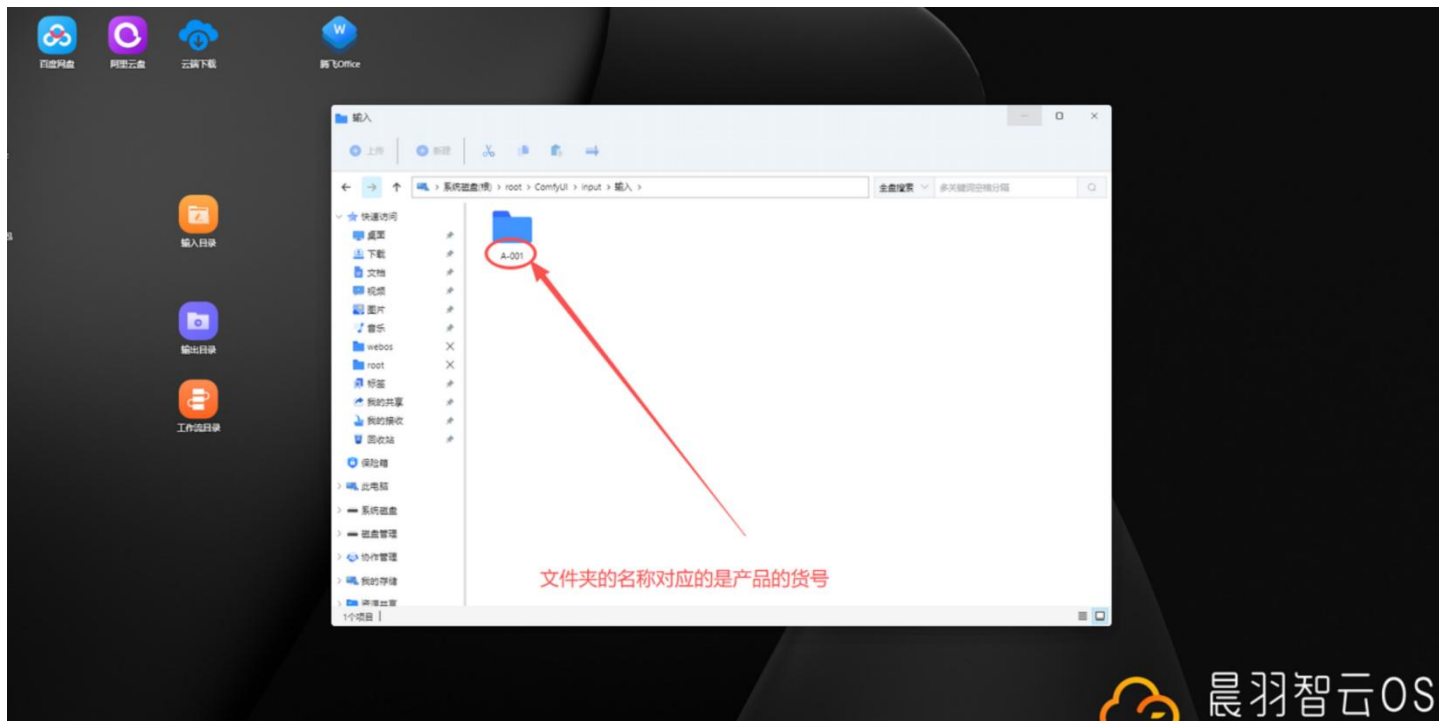 百度网盘
阿里云盘
云端下载
腾飞Office
输入目录
输出目录
工作流目录
输入
上传
新建
系统磁盘(根) > root > ComfyUI > input > 输入 >
全盘搜索
多关键词空格分隔
快速访问
桌面
下载
文档
视频
图片
音乐
webos
root
标签
我的共享
我的接收
回收站
保险箱
此电脑
系统磁盘
磁盘管理
协作管理
我的存储
资源共享
A-001
文件夹的名称对应的是产品的货号
1个项目
晨羽智云OS